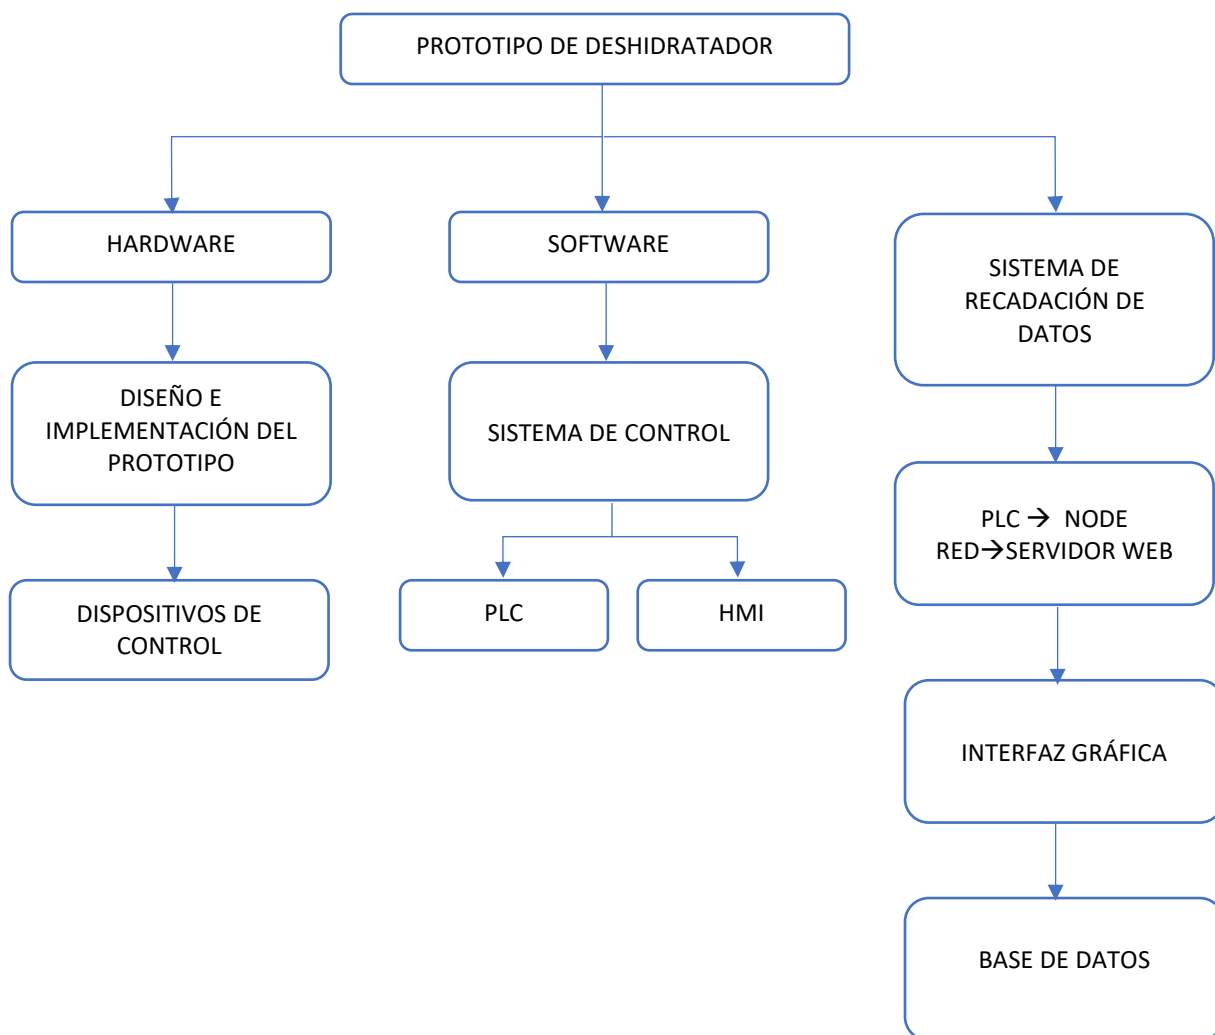 PROTOTIPO DE DESHIDRATADOR
HARDWARE
SOFTWARE
SISTEMA DE
RECADACIÓN DE
DATOS
DISEÑO E
IMPLEMENTACIÓN DEL
PROTOTIPO
SISTEMA DE CONTROL
PLC → NODE
RED→SERVIDOR WEB
DISPOSITIVOS DE
CONTROL
PLC
HMI
INTERFAZ GRÁFICA
BASE DE DATOS